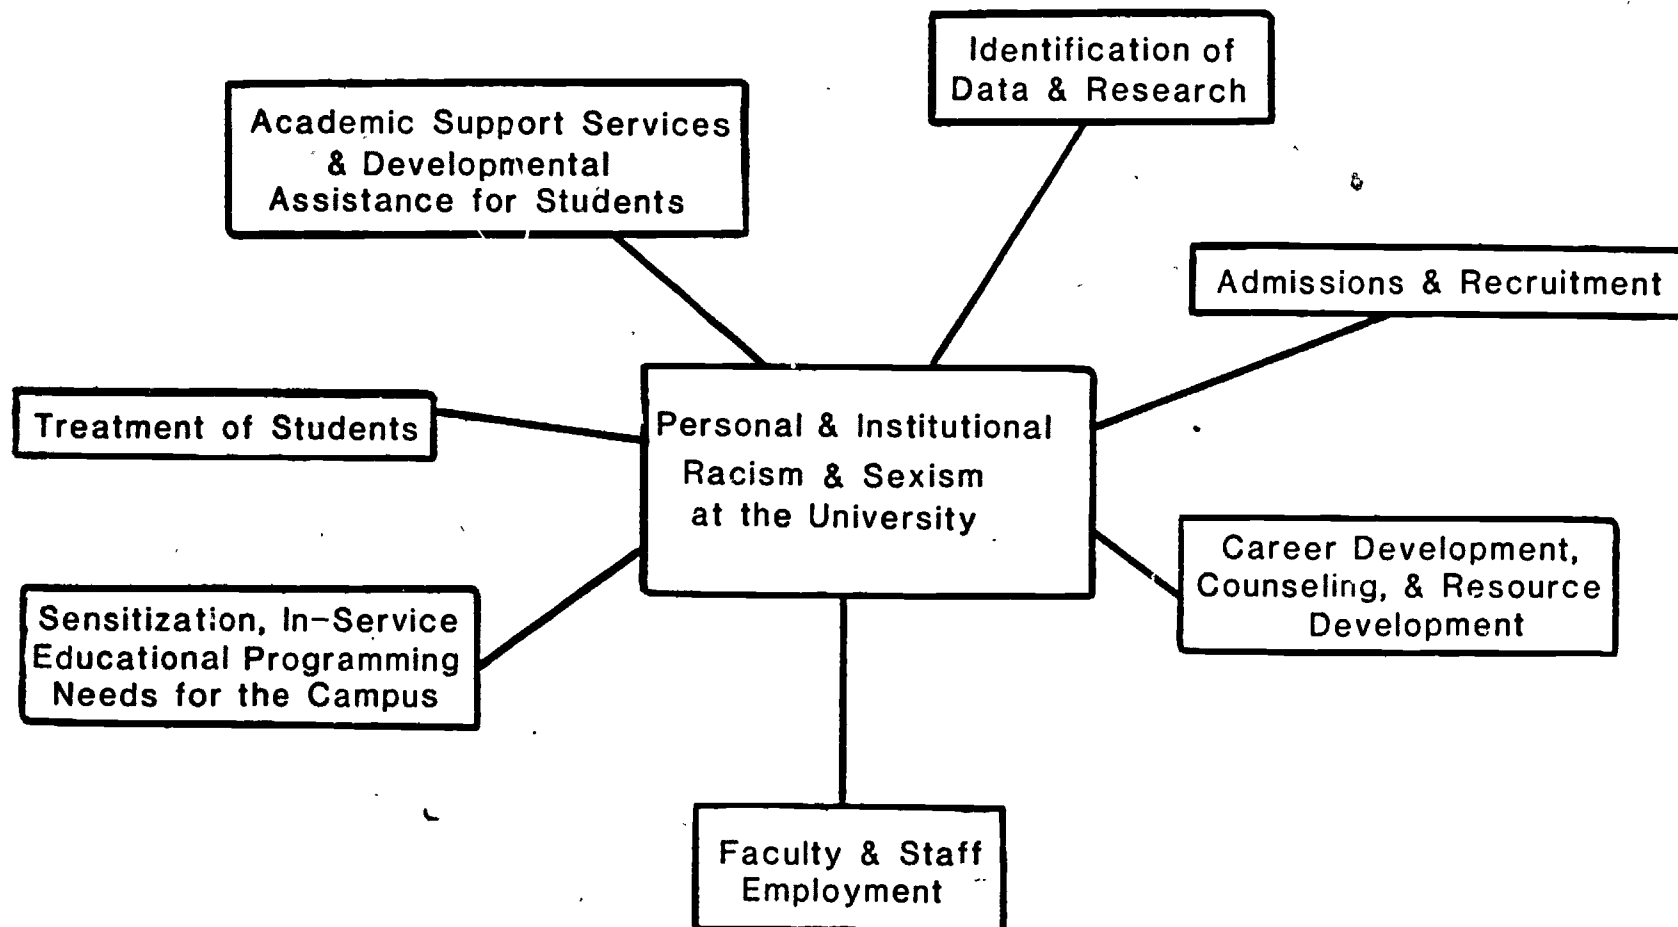 Identification of
Data & Research
Academic Support Services
& Developmental
Assistance for Students
Admissions & Recruitment
Treatment of Students
Personal & Institutional
Racism & Sexism
at the University
Career Development,
Counseling, & Resource
Development
Sensitization, In-Service
Educational Programming
Needs for the Campus
Faculty & Staff
Employment